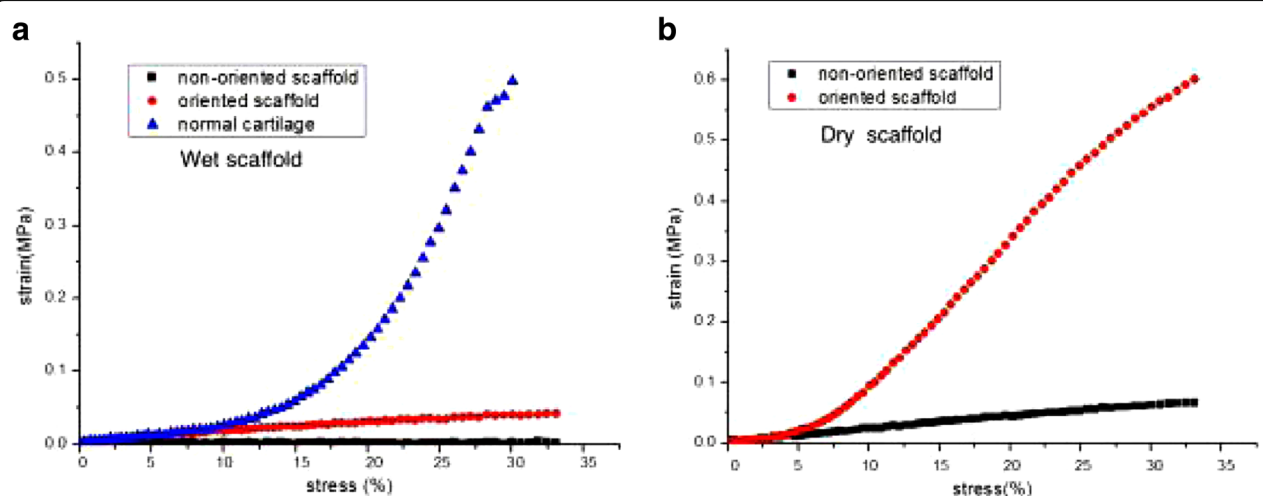 a
non-oriented scaffold
oriented scaffold
normal cartilage
Wet scaffold
strain(MPa)
0.5
0.4
0.3
0.2
0.1
0.0
0 5 10 15 20 25 30 35
stress (%)
b
non-oriented scaffold
oriented scaffold
Dry scaffold
strain (MPa)
0.6
0.5
0.4
0.3
0.2
0.1
0.0
0 5 10 15 20 25 30 35
stress(%)